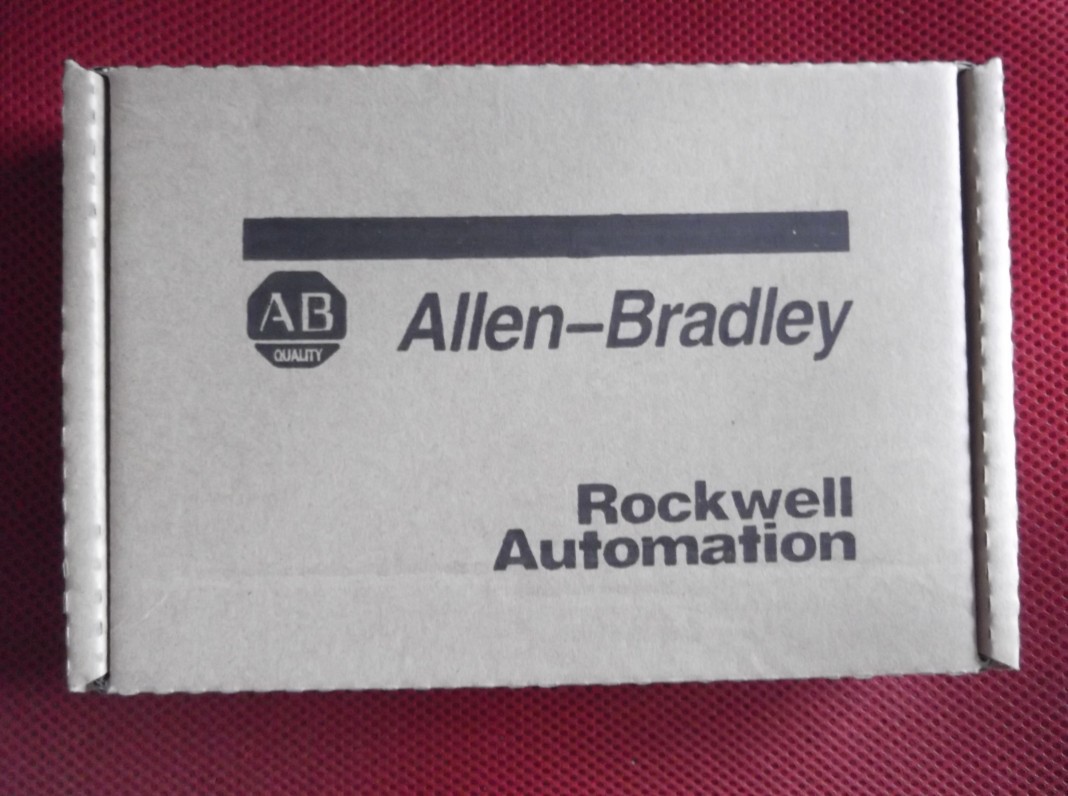 AB
QUALITY
Allen-Bradley
Rockwell
Automation